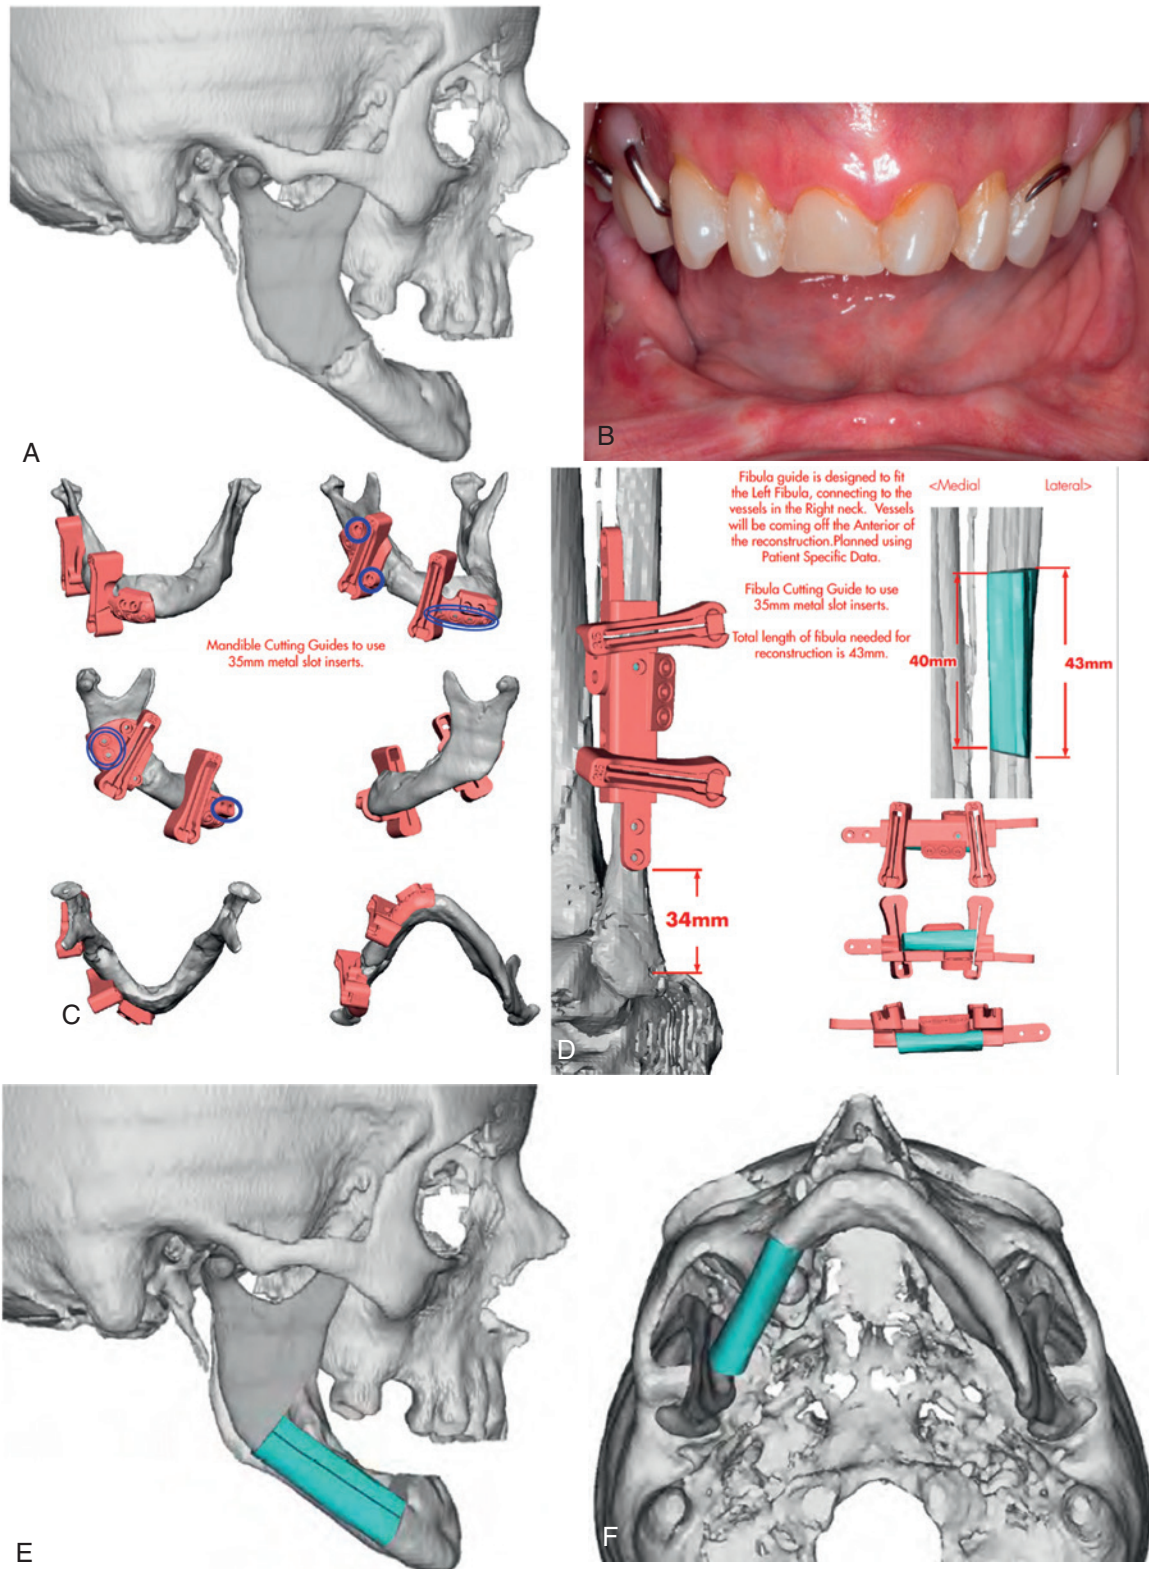 A
B
Mandible Cutting Guides to use
35mm metal slot inserts.
C
Fibula guide is designed to fit
the Left Fibula, connecting to the
vessels in the Right neck.  Vessels
will be coming off the Anterior of
the reconstruction.Planned using
Patient Specific Data.
Fibula Cutting Guide to use
35mm metal slot inserts.
Total length of fibula needed for
reconstruction is 43mm.
<Medial
Lateral>
40mm
43mm
34mm
D
E
F